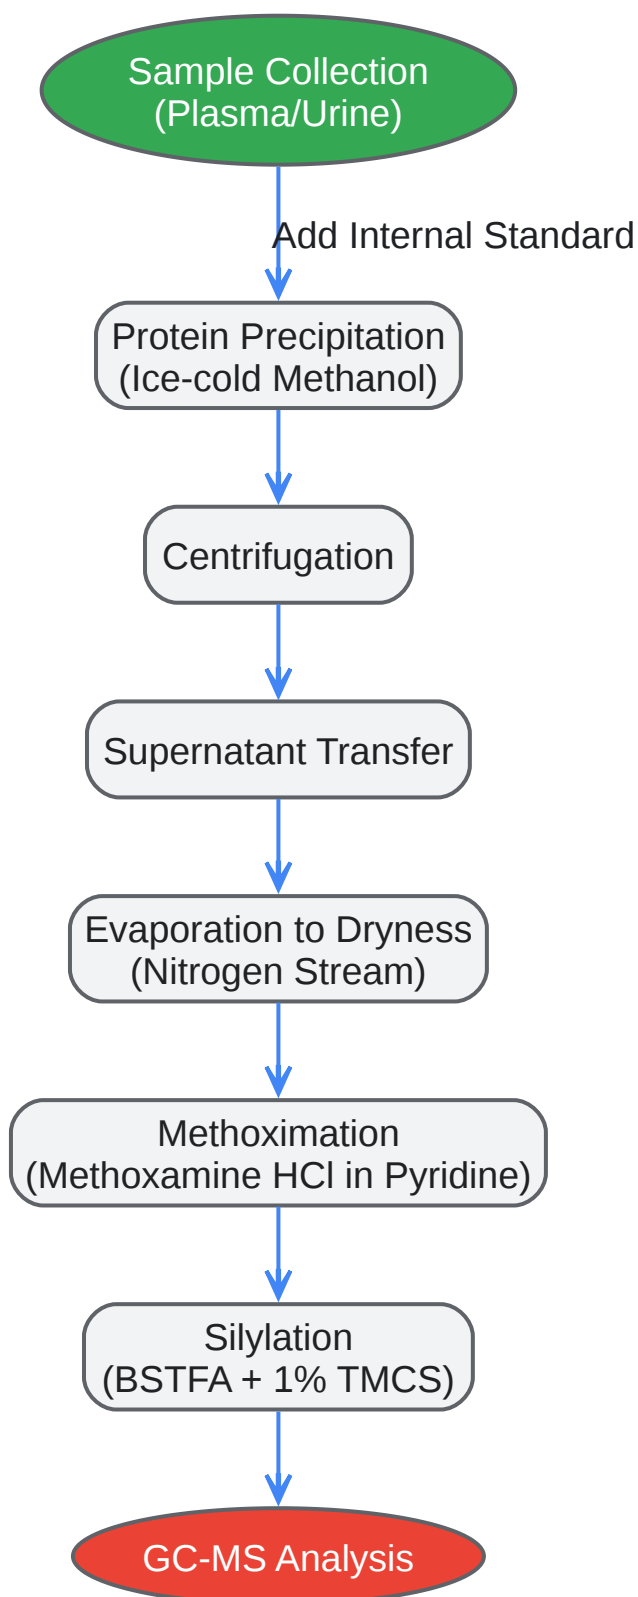 Sample Collection
(Plasma/Urine)
Add Internal Standard
Protein Precipitation
(Ice-cold Methanol)
Centrifugation
Supernatant Transfer
Evaporation to Dryness
(Nitrogen Stream)
Methoximation
(Methoxamine HCl in Pyridine)
Silylation
(BSTFA + 1% TMCS)
GC-MS Analysis